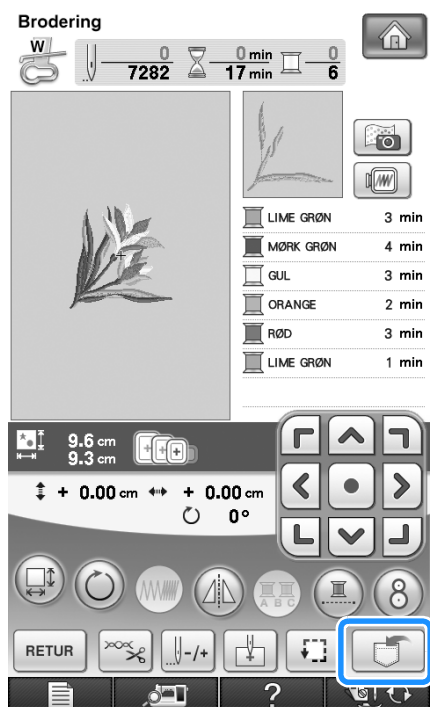 Brodering
W
0 0 min 0
7282 17 min 6
LIME GRØN 3 min
MØRK GRØN 4 min
GUL 3 min
ORANGE 2 min
RØD 3 min
LIME GRØN 1 min
9.6 cm
9.3 cm
+ 0.00 cm + 0.00 cm
0°
A B C
8
RETUR -/+
?